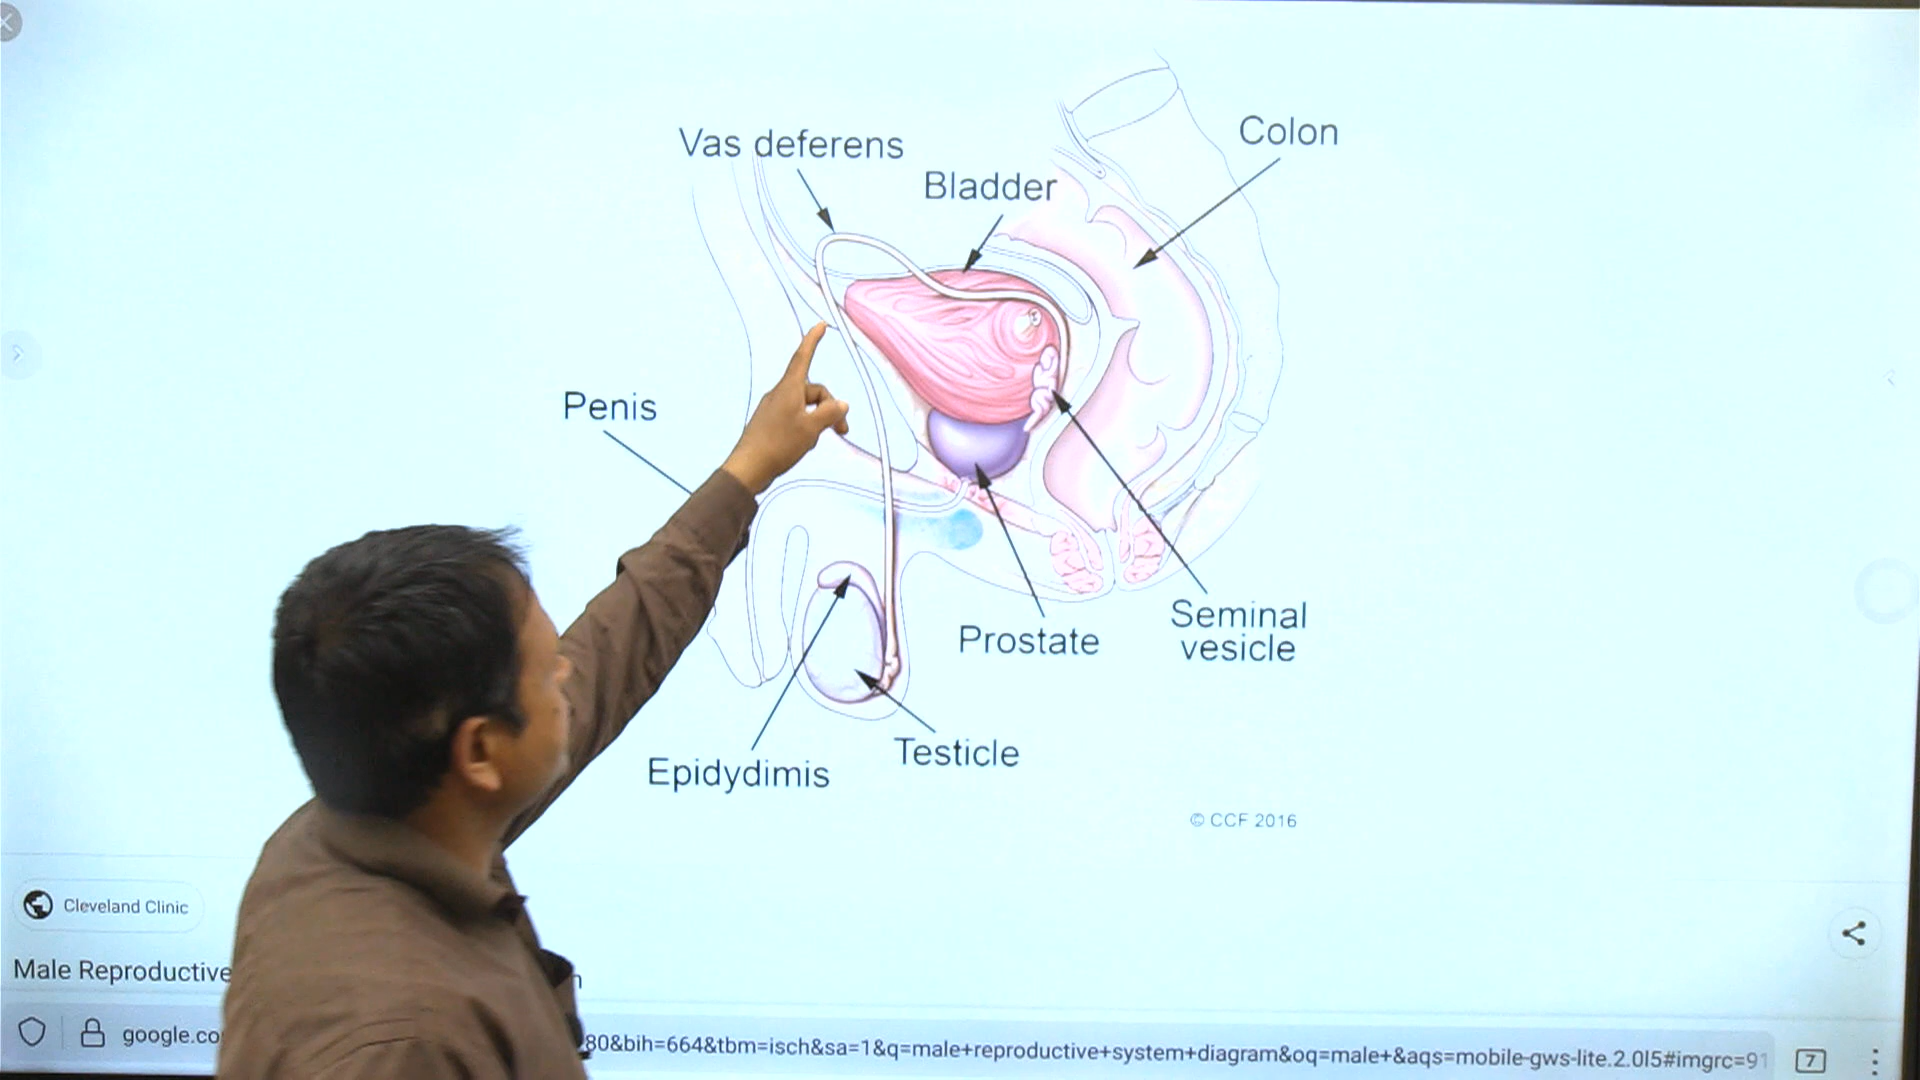 Vas deferens
Bladder
Colon
Penis
Prostate
Seminal
vesicle
Testicle
Epidydimis
© CCF 2016
Cleveland Clinic
Male Reproductive
80&bih=664&tbm=isch&sa=1&q=male+reproductive+system+diagram&oq=male+&aqs=mobile-gws-lite.2.0l5#imgrc=91
7